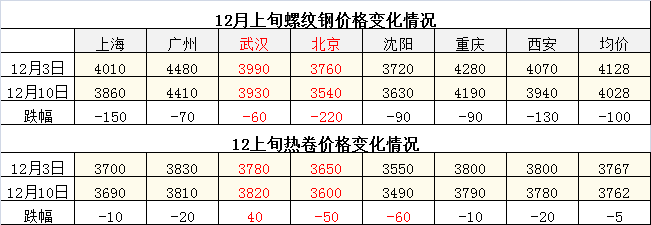 12月上旬螺纹钢价格变化情况
上海 广州 武汉 北京 沈阳 重庆 西安 均价
12月3日 4010 4480 3990 3760 3720 4280 4070 4128
12月10日 3860 4410 3930 3540 3630 4190 3940 4028
跌幅 -150 -70 -60 -220 -90 -90 -130 -100
12上旬热卷价格变化情况
12月3日 3700 3830 3780 3650 3550 3800 3800 3767
12月10日 3690 3810 3820 3600 3490 3790 3780 3762
跌幅 -10 -20 40 -50 -60 -10 -20 -5